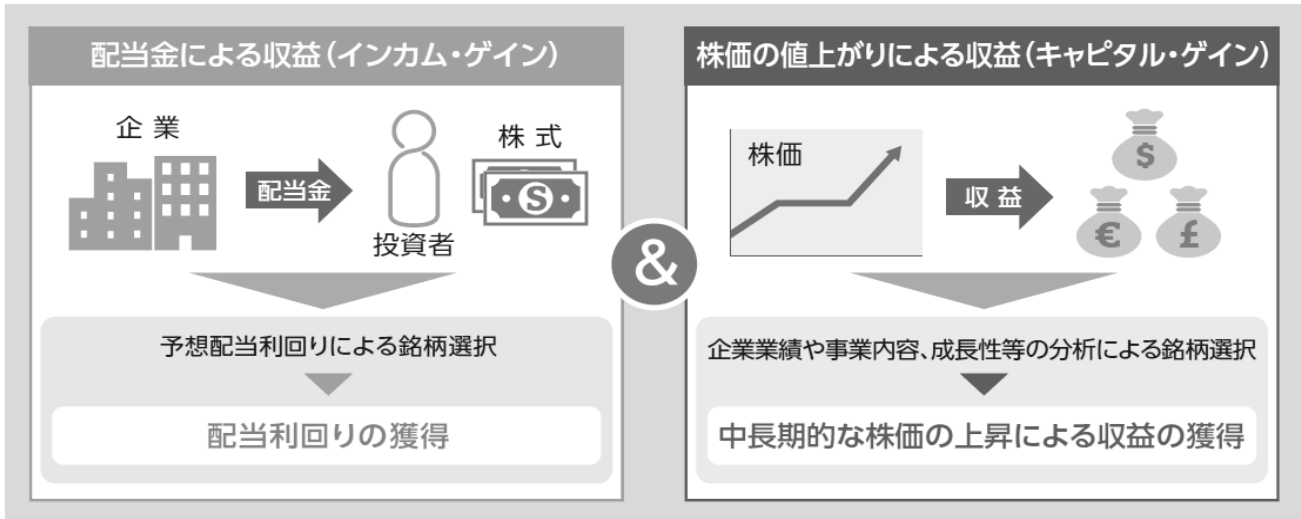 配当金による収益（インカム・ゲイン）
企業
配当金
投資者
株式
S
予想配当利回りによる銘柄選択
配当利回りの獲得
&
株価の値上がりによる収益（キャピタル・ゲイン）
株価
収益
$
€
£
企業業績や事業内容、成長性等の分析による銘柄選択
中長期的な株価の上昇による収益の獲得